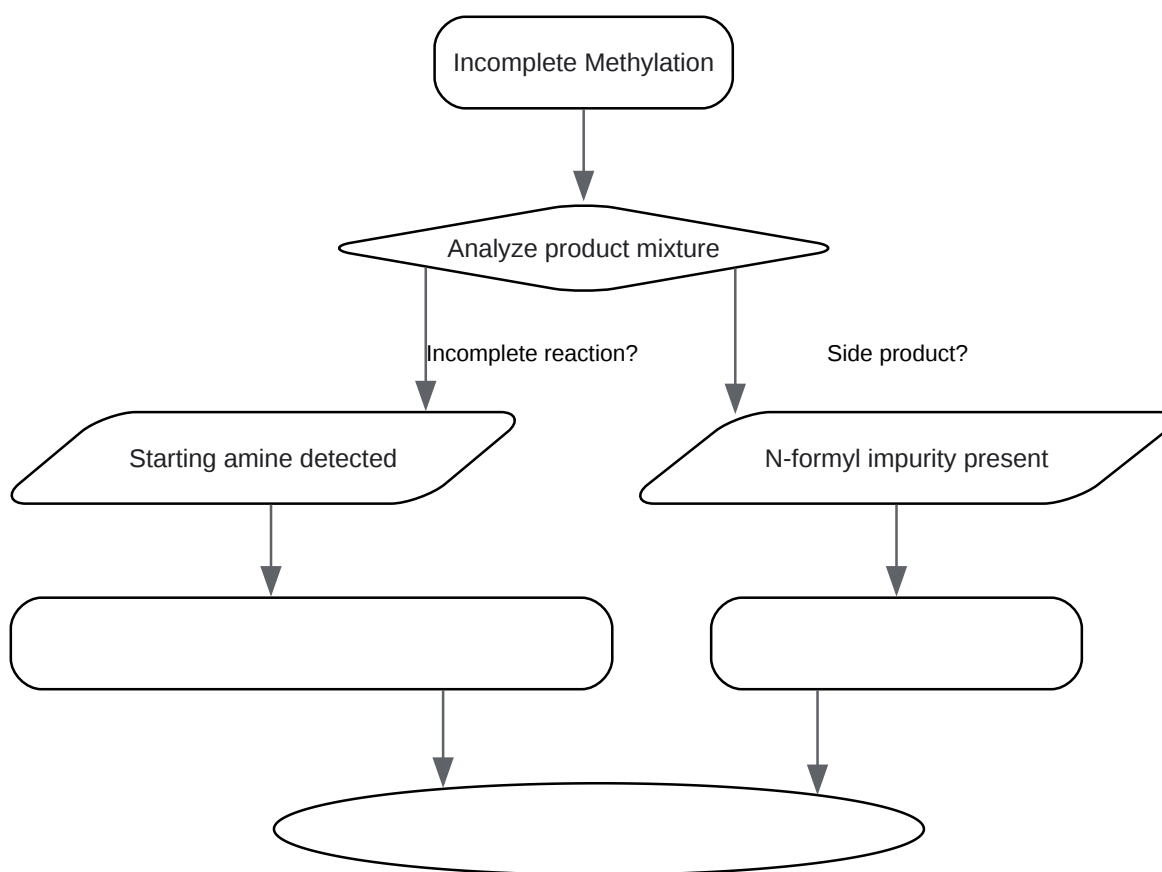 Incomplete Methylation
Analyze product mixture
Incomplete reaction?
Side product?
Starting amine detected
N-formyl impurity present